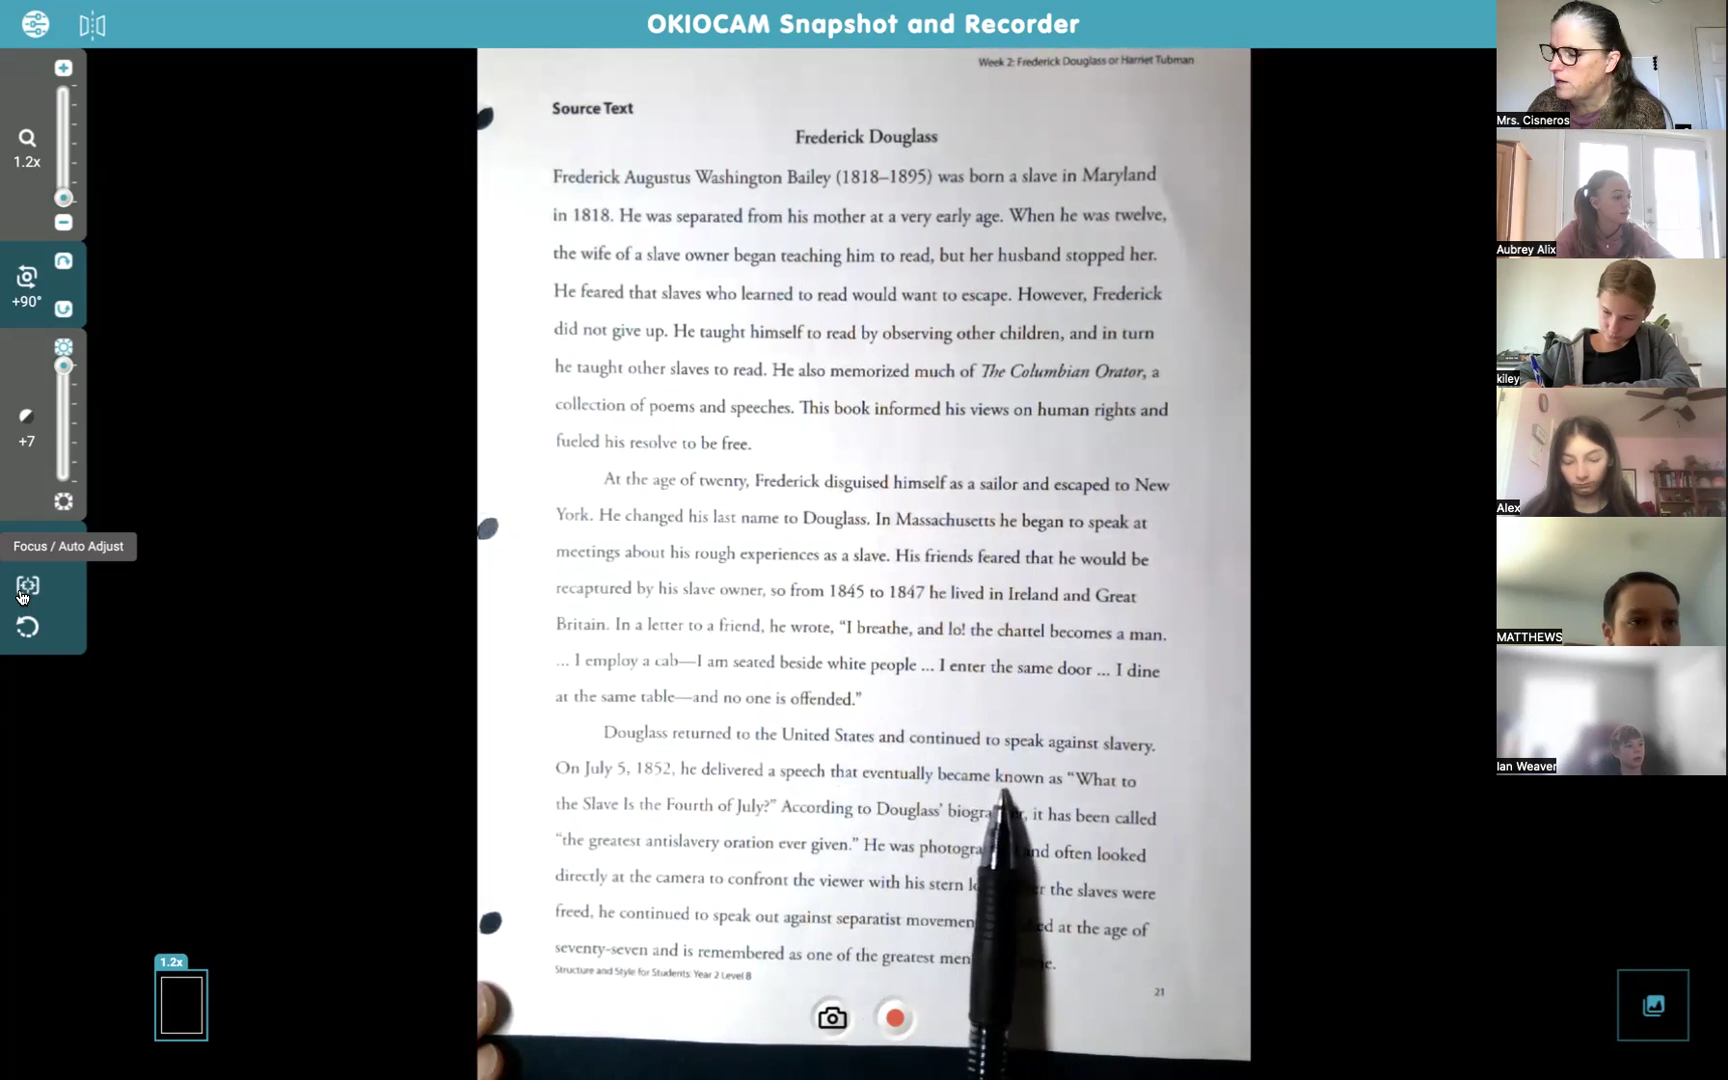 OKIOCAM Snapshot and Recorder
Week 2: Frederick Douglass or Harriet Tubman
Source Text
Frederick Douglass
Frederick Augustus Washington Bailey (1818–1895) was born a slave in Maryland
in 1818. He was separated from his mother at a very early age. When he was twelve,
the wife of a slave owner began teaching him to read, but her husband stopped her.
He feared that slaves who learned to read would want to escape. However, Frederick
did not give up. He taught himself to read by observing other children, and in turn
he taught other slaves to read. He also memorized much of The Columbian Orator, a
collection of poems and speeches. This book informed his views on human rights and
fueled his resolve to be free.
At the age of twenty, Frederick disguised himself as a sailor and escaped to New
York. He changed his last name to Douglass. In Massachusetts he began to speak at
meetings about his rough experiences as a slave. His friends feared that he would be
recaptured by his slave owner, so from 1845 to 1847 he lived in Ireland and Great
Britain. In a letter to a friend, he wrote, “I breathe, and lo! the chattel becomes a man.
... I employ a cab—I am seated beside white people ... I enter the same door ... I dine
at the same table—and no one is offended.”
Douglass returned to the United States and continued to speak against slavery.
On July 5, 1852, he delivered a speech that eventually became known as “What to
the Slave Is the Fourth of July?” According to Douglass’ it has been called
“the greatest antislavery oration ever given.” He was and often looked
directly at the camera to confront the viewer with his stern the slaves were
freed, he continued to speak out against separatist at the age of
seventy-seven and is remembered as one of the greatest men
Structure and Style for Students: Year 2 Level B
21
1.2x
+90°
+7
Focus / Auto Adjust
1.2x
Mrs. Cisneros
Aubrey Alix
kiley
Alex
MATTHEWS
Ian Weaver